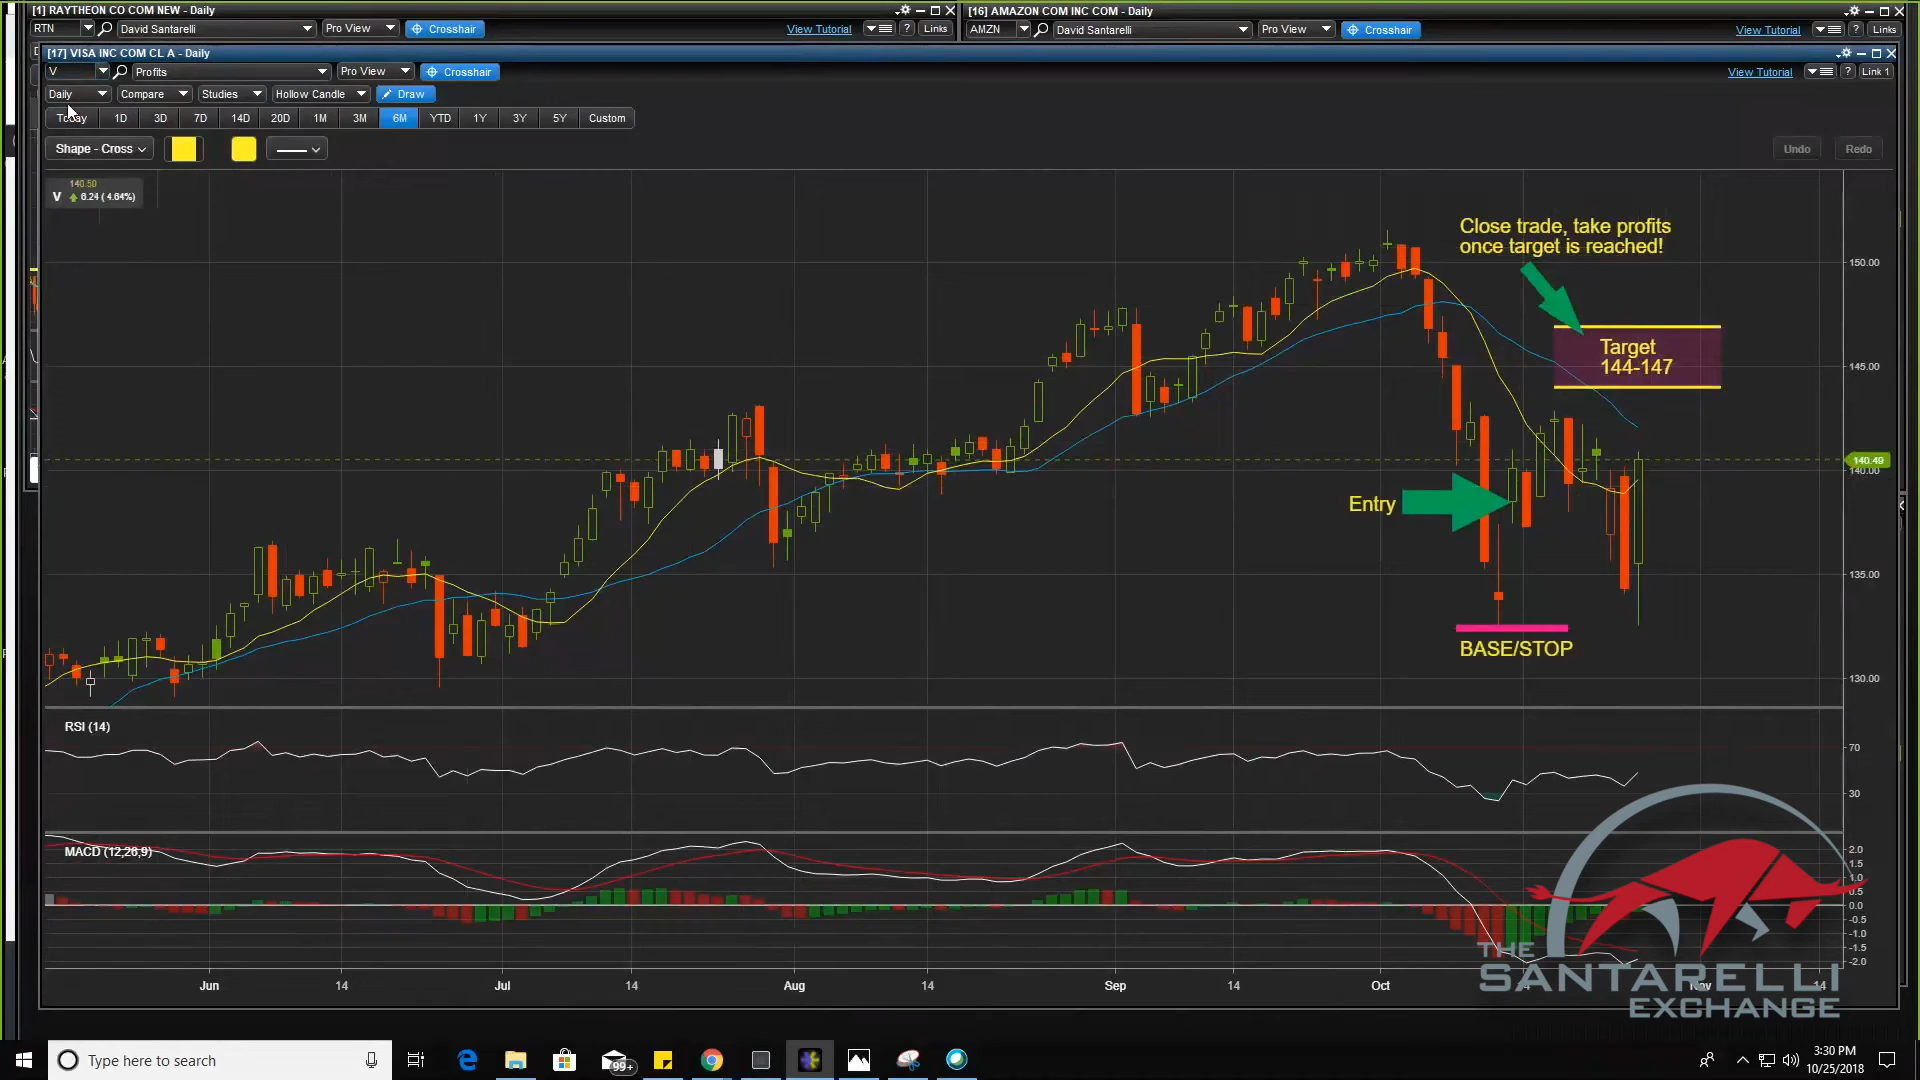 [1] RAYTHEON CO COM NEW - Daily
[16] AMAZON COM INC COM - Daily
RTN
David Santarelli
Pro View
Crosshair
View Tutorial
?
Links
AMZN
David Santarelli
Pro View
Crosshair
View Tutorial
?
Links
[17] VISA INC COM CL A - Daily
V
Profits
Pro View
Crosshair
View Tutorial
?
Link 1
Daily
Compare
Studies
Hollow Candle
Draw
Today
1D
3D
7D
14D
20D
1M
3M
6M
YTD
1Y
3Y
5Y
Custom
Shape - Cross
Undo
Redo
140.50
V 6.24 ( 4.64%)
Close trade, take profits
once target is reached!
Target
144-147
Entry
BASE/STOP
150.00
145.00
140.49
140.00
135.00
130.00
RSI (14)
70
30
MACD (12,26,9)
2.0
1.5
1.0
0.5
0.0
-0.5
-1.0
-1.5
-2.0
Jun
14
Jul
14
Aug
14
Sep
14
Oct
14
Nov
14
THE
SANTARELLI
EXCHANGE
Type here to search
99+
3:30 PM
10/25/2018